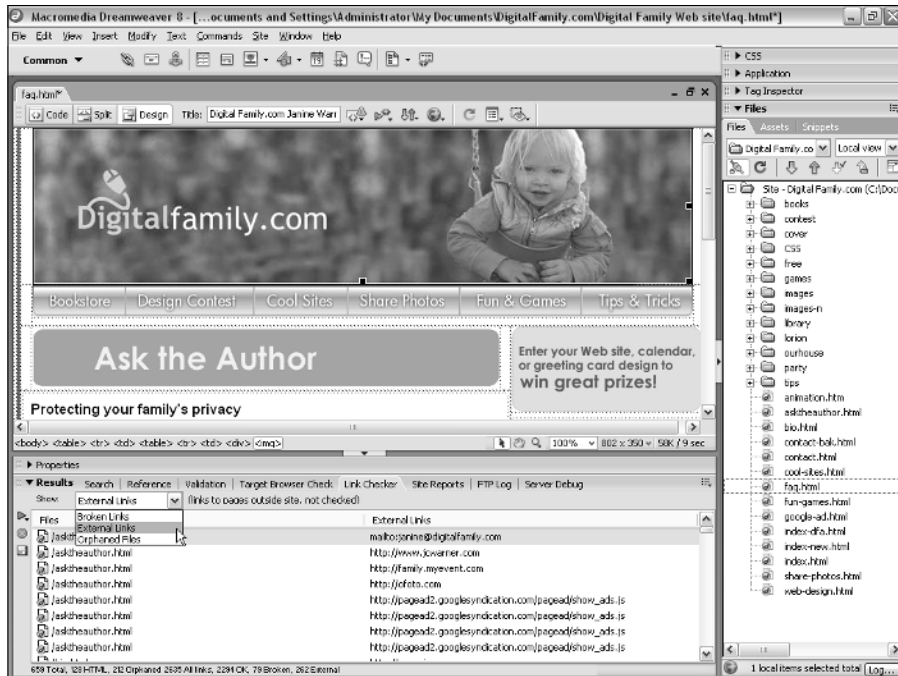 Macromedia Dreamweaver 8 - [...ocuments and Settings\Administrator\My Documents\DigitalFamily.com\Digital Family Web site\faq.html*]
File Edit View Insert Modify Text Commands Site Window Help
Common
faq.html*
Code Split Design Title: Digital Family.com Janine Warr
Digitalfamily.com
Bookstore Design Contest Cool Sites Share Photos Fun & Games Tips & Tricks
Ask the Author
Enter your Web site, calendar,
or greeting card design to
win great prizes!
Protecting your family's privacy
<body> <table> <tr> <td> <table> <tr> <td> <div> <img>
100% 802 x 350 58K / 9 sec
Properties
Results Search Reference Validation Target Browser Check Link Checker Site Reports FTP Log Server Debug
Show: External Links (links to pages outside site, not checked)
Broken Links
External Links
Orphaned Files
Files External Links
/askth mailto:janine@digitalfamily.com
/asktheauthor.html http://www.jcwarner.com
/asktheauthor.html http://family.myevent.com
/asktheauthor.html http://ofoto.com
/asktheauthor.html http://pagead2.googlesyndication.com/pagead/show_ads.js
/asktheauthor.html http://pagead2.googlesyndication.com/pagead/show_ads.js
/asktheauthor.html http://pagead2.googlesyndication.com/pagead/show_ads.js
/asktheauthor.html http://pagead2.googlesyndication.com/pagead/show_ads.js
659 Total, 128 HTML, 212 Orphaned 2635 All links, 2294 OK, 79 Broken, 262 External
CSS
Application
Tag Inspector
Files
Files Assets Snippets
Digital Family.co Local view
Site - Digital Family.com (C:\Doc
books
contest
cover
CSS
free
games
images
images-n
library
lorion
ourhouse
party
tips
animation.htm
asktheauthor.html
bio.html
contact-bak.html
contact.html
cool-sites.html
faq.html
fun-games.html
google-ad.html
index-dfa.html
index-new.html
index.html
share-photos.html
web-design.html
1 local items selected total Log...